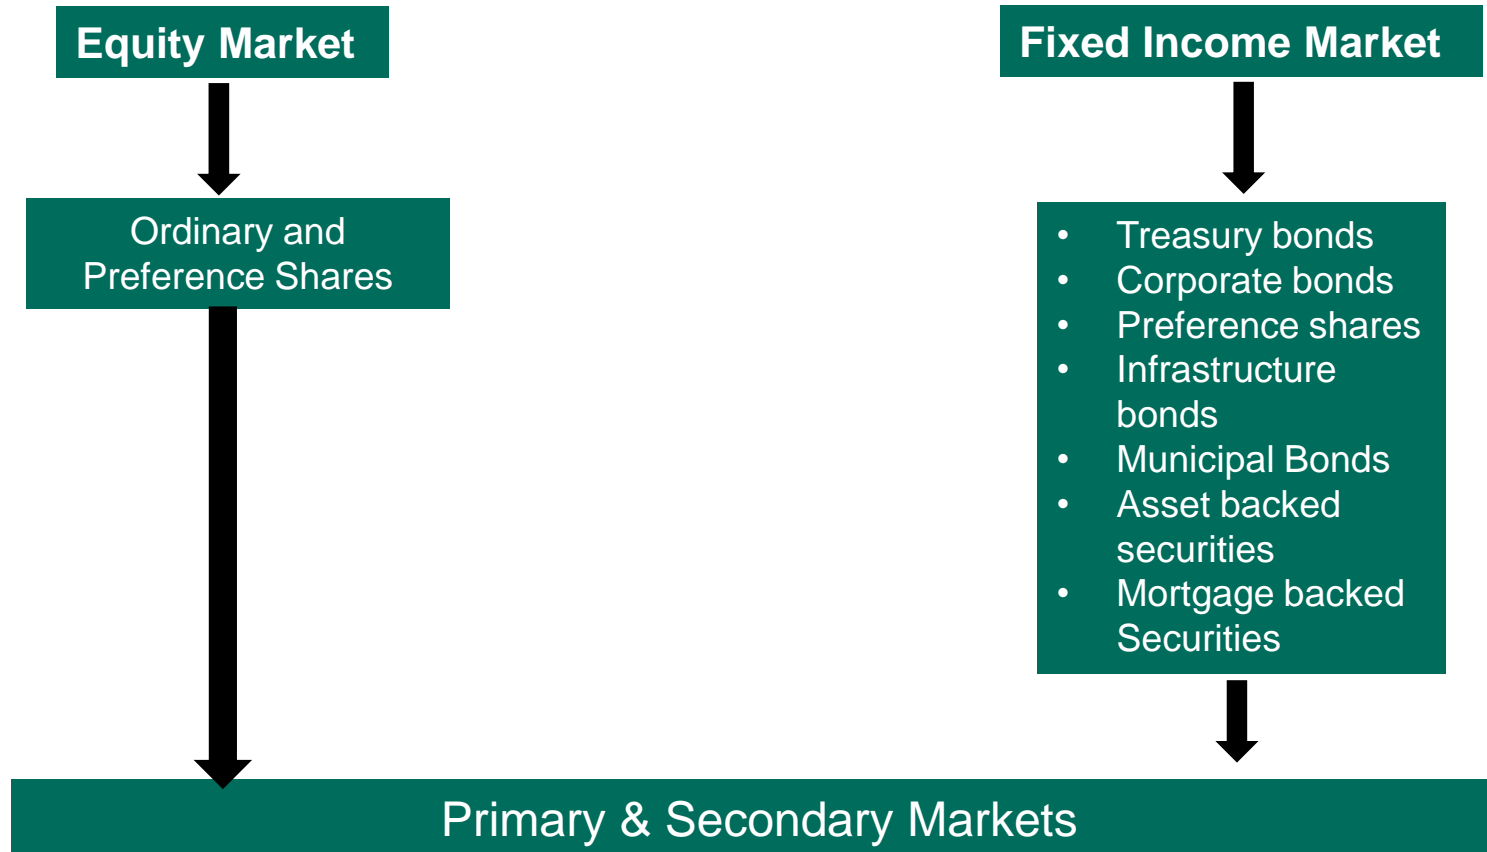 Equity Market
Fixed Income Market
Ordinary and
Preference Shares
• Treasury bonds
• Corporate bonds
• Preference shares
• Infrastructure
bonds
• Municipal Bonds
• Asset backed
securities
• Mortgage backed
Securities
Primary & Secondary Markets